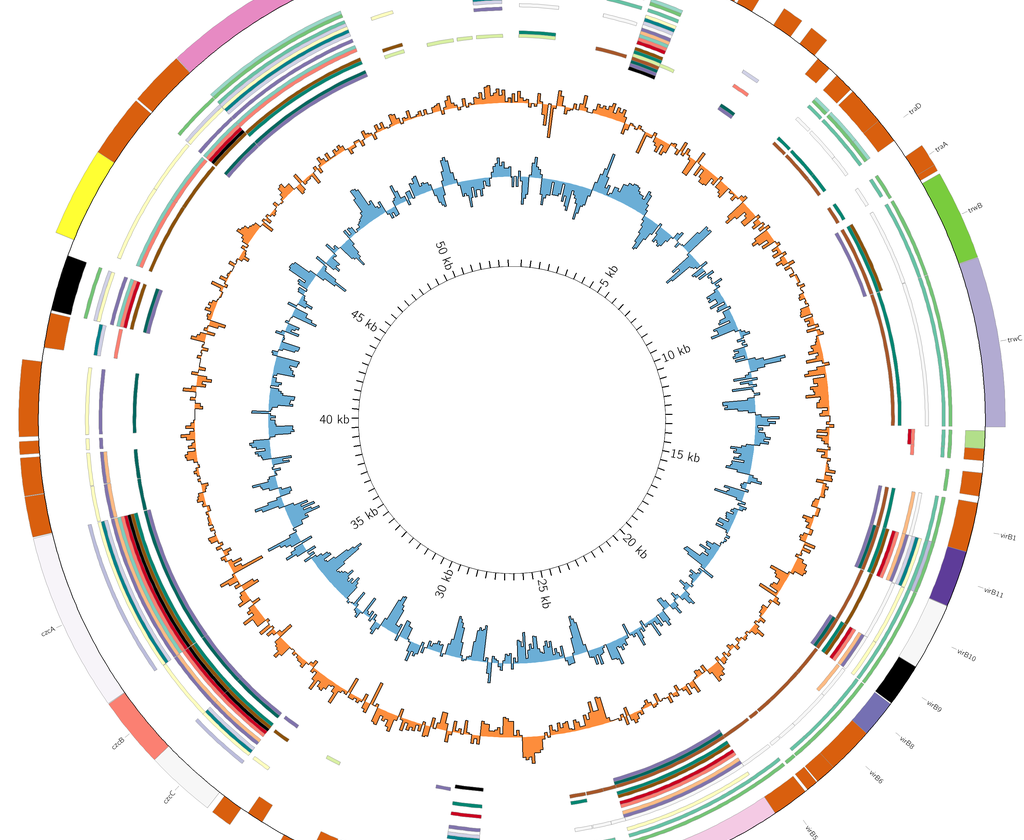 traD
traA
trwB
trwC
virB1
virB11
virB10
virB9
virB8
virB6
virB5
czcC
czcB
czcA
5 kb
10 kb
15 kb
20 kb
25 kb
30 kb
35 kb
40 kb
45 kb
50 kb